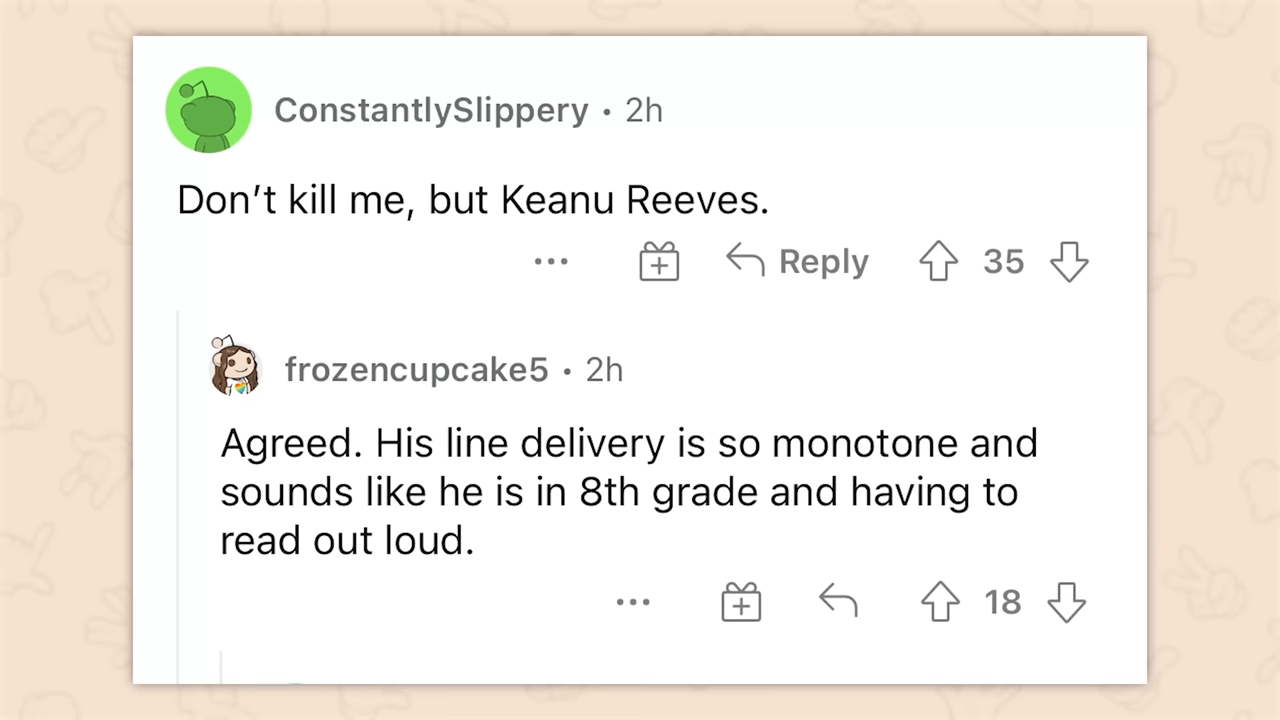 ConstantlySlippery • 2h
Don’t kill me, but Keanu Reeves.
Reply 35
frozencupcake5 • 2h
Agreed. His line delivery is so monotone and
sounds like he is in 8th grade and having to
read out loud.
18